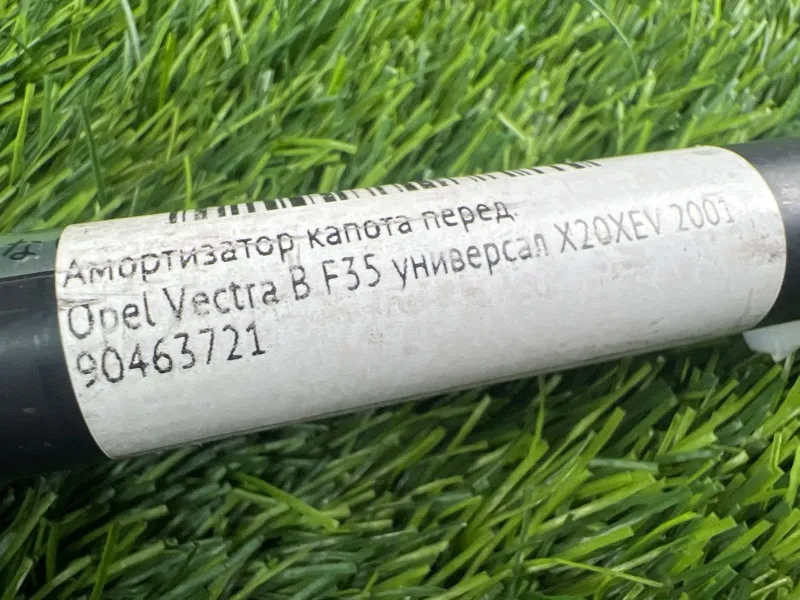 Амортизатор капота перед.
Opel Vectra B F35 универсал X20XEV 2001
90463721